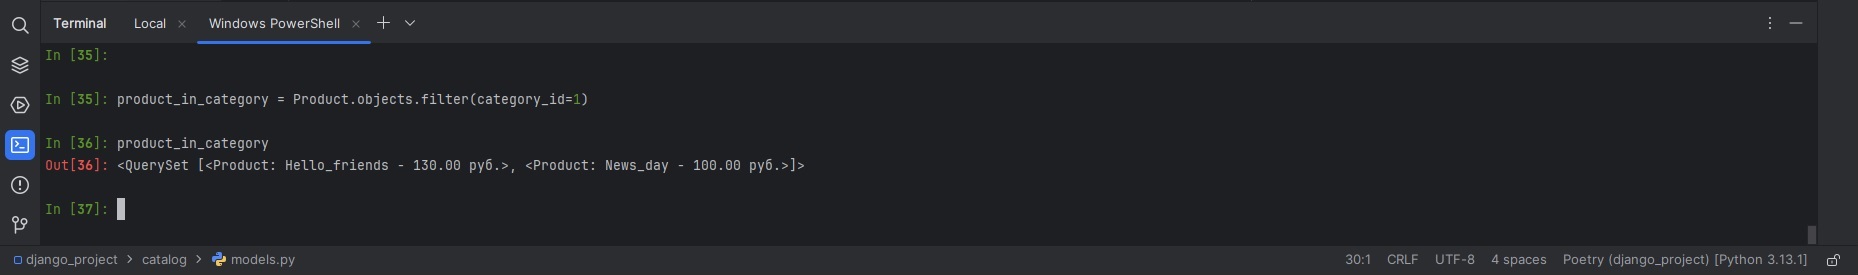 Terminal Local × Windows PowerShell ×
In [35]:
In [35]: product_in_category = Product.objects.filter(category_id=1)
In [36]: product_in_category
Out[36]: <QuerySet [<Product: Hello_friends - 130.00 руб.>, <Product: News_day - 100.00 руб.>]>
In [37]:
django_project > catalog > models.py 30:1 CRLF UTF-8 4 spaces Poetry (django_project) [Python 3.13.1]